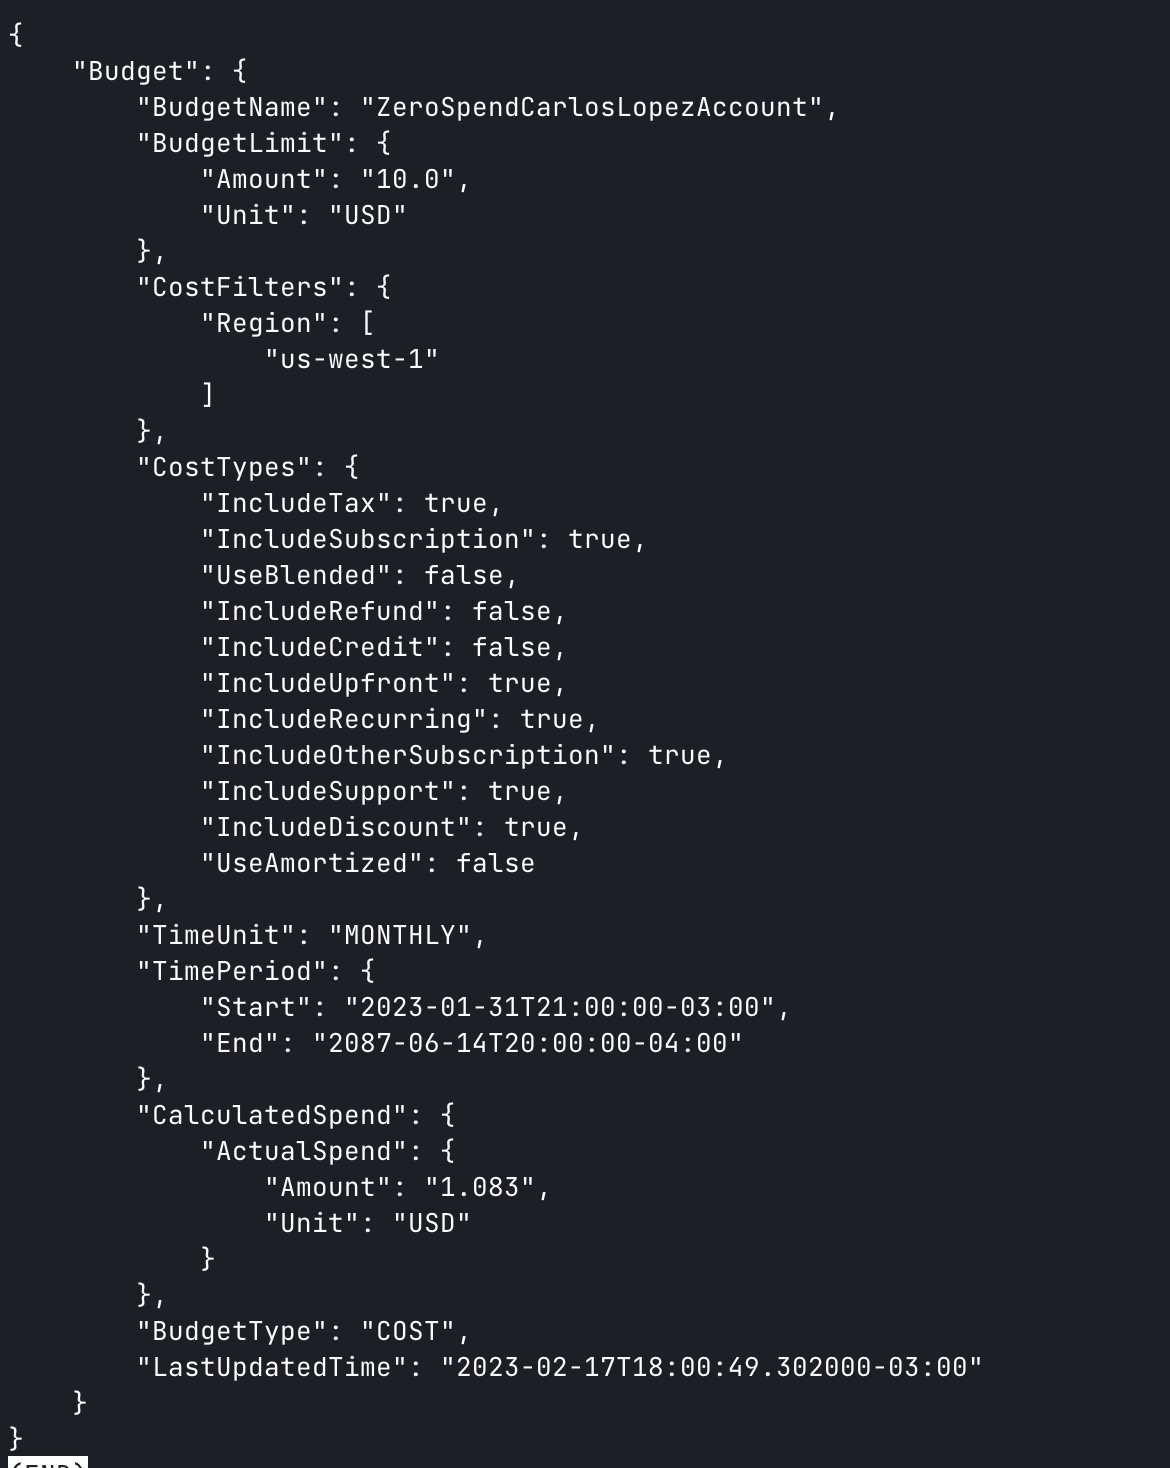 {
    "Budget": {
        "BudgetName": "ZeroSpendCarlosLopezAccount",
        "BudgetLimit": {
            "Amount": "10.0",
            "Unit": "USD"
        },
        "CostFilters": {
            "Region": [
                "us-west-1"
            ]
        },
        "CostTypes": {
            "IncludeTax": true,
            "IncludeSubscription": true,
            "UseBlended": false,
            "IncludeRefund": false,
            "IncludeCredit": false,
            "IncludeUpfront": true,
            "IncludeRecurring": true,
            "IncludeOtherSubscription": true,
            "IncludeSupport": true,
            "IncludeDiscount": true,
            "UseAmortized": false
        },
        "TimeUnit": "MONTHLY",
        "TimePeriod": {
            "Start": "2023-01-31T21:00:00-03:00",
            "End": "2087-06-14T20:00:00-04:00"
        },
        "CalculatedSpend": {
            "ActualSpend": {
                "Amount": "1.083",
                "Unit": "USD"
            }
        },
        "BudgetType": "COST",
        "LastUpdatedTime": "2023-02-17T18:00:49.302000-03:00"
    }
}
(END)